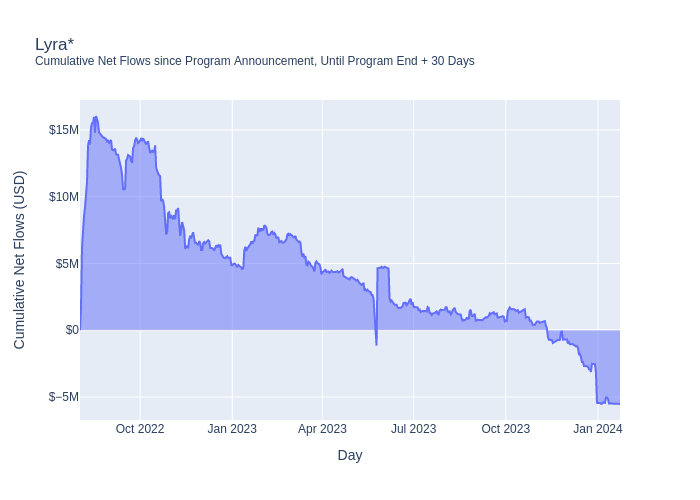 Lyra*
Cumulative Net Flows since Program Announcement, Until Program End + 30 Days
Cumulative Net Flows (USD)
$15M
$10M
$5M
$0
$−5M
Oct 2022
Jan 2023
Apr 2023
Jul 2023
Oct 2023
Jan 2024
Day